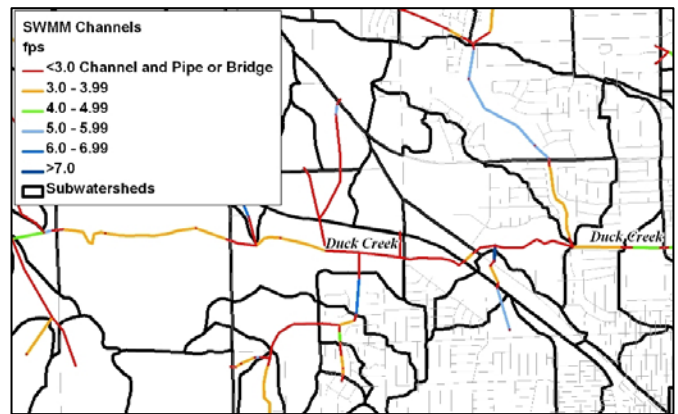 SWMM Channels
fps
<3.0 Channel and Pipe or Bridge
3.0 - 3.99
4.0 - 4.99
5.0 - 5.99
6.0 - 6.99
>7.0
Subwatersheds
Duck Creek
Duck Creek